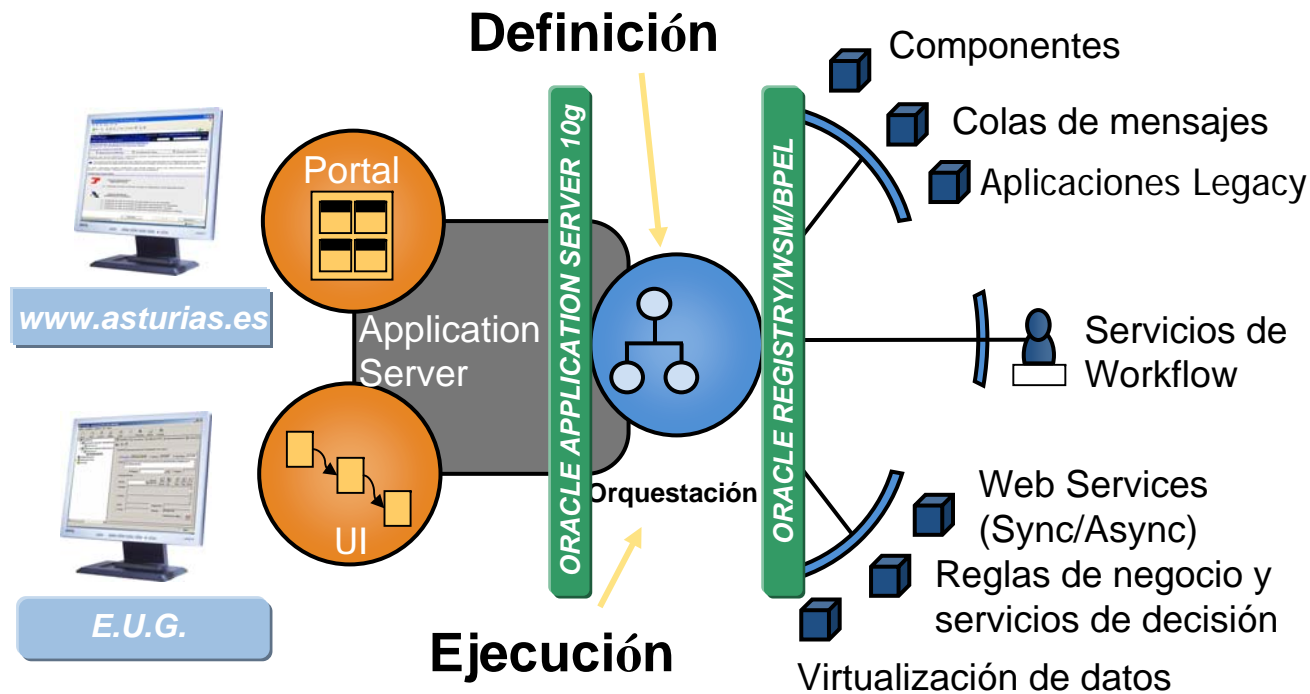 Definición
Componentes
Colas de mensajes
Aplicaciones Legacy
Portal
www.asturias.es
Application
Server
ORACLE APPLICATION SERVER 10g
ORACLE REGISTRY/WSM/BPEL
Servicios de
Workflow
Orquestación
UI
E.U.G.
Web Services
(Sync/Async)
Reglas de negocio y
servicios de decisión
Ejecución
Virtualización de datos